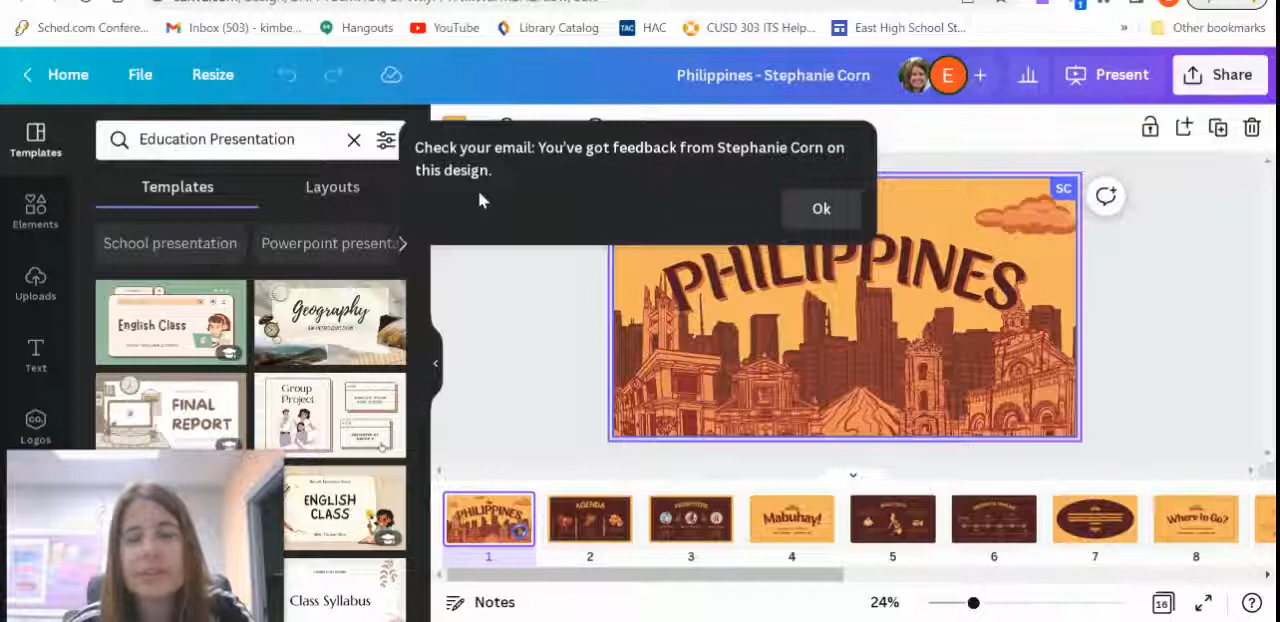 Sched.com Confere...
Inbox (503) - kimbe...
Hangouts
YouTube
Library Catalog
TAC HAC
CUSD 303 ITS Help...
East High School St...
»
Other bookmarks
Home
File
Resize
Philippines - Stephanie Corn
E
+
Present
Share
Templates
Education Presentation
Check your email: You've got feedback from Stephanie Corn on
this design.
Ok
SC
Templates
Layouts
Elements
School presentation
Powerpoint present
Uploads
PHILIPPINES
English Class
Geography
Text
FINAL
REPORT
Group
Project
CO.
Logos
ENGLISH
CLASS
Class Syllabus
PHILIPPINES
AGENDA
Mabuhay!
Where to Go?
1
2
3
4
5
6
7
8
Notes
24%
16
?